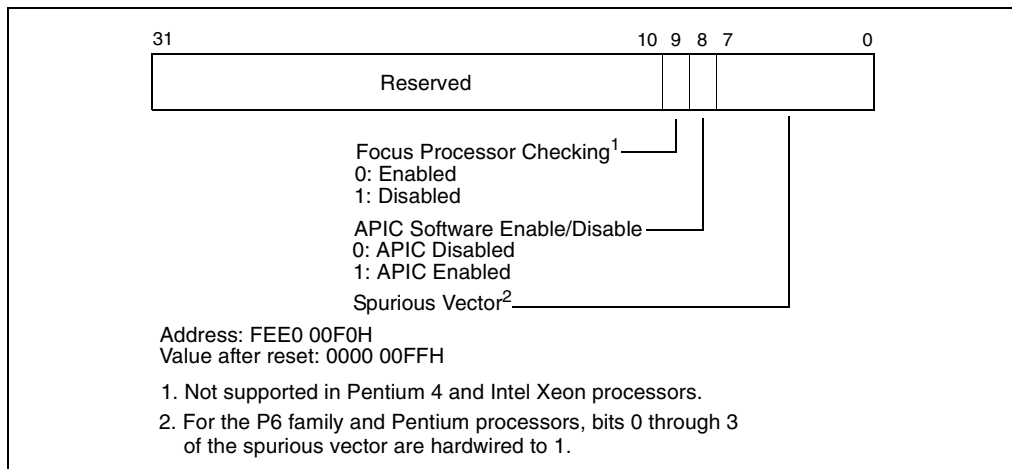 31 10 9 8 7 0
Reserved
Focus Processor Checking1
0: Enabled
1: Disabled
APIC Software Enable/Disable
0: APIC Disabled
1: APIC Enabled
Spurious Vector2
Address: FEE0 00F0H
Value after reset: 0000 00FFH
1. Not supported in Pentium 4 and Intel Xeon processors.
2. For the P6 family and Pentium processors, bits 0 through 3
of the spurious vector are hardwired to 1.